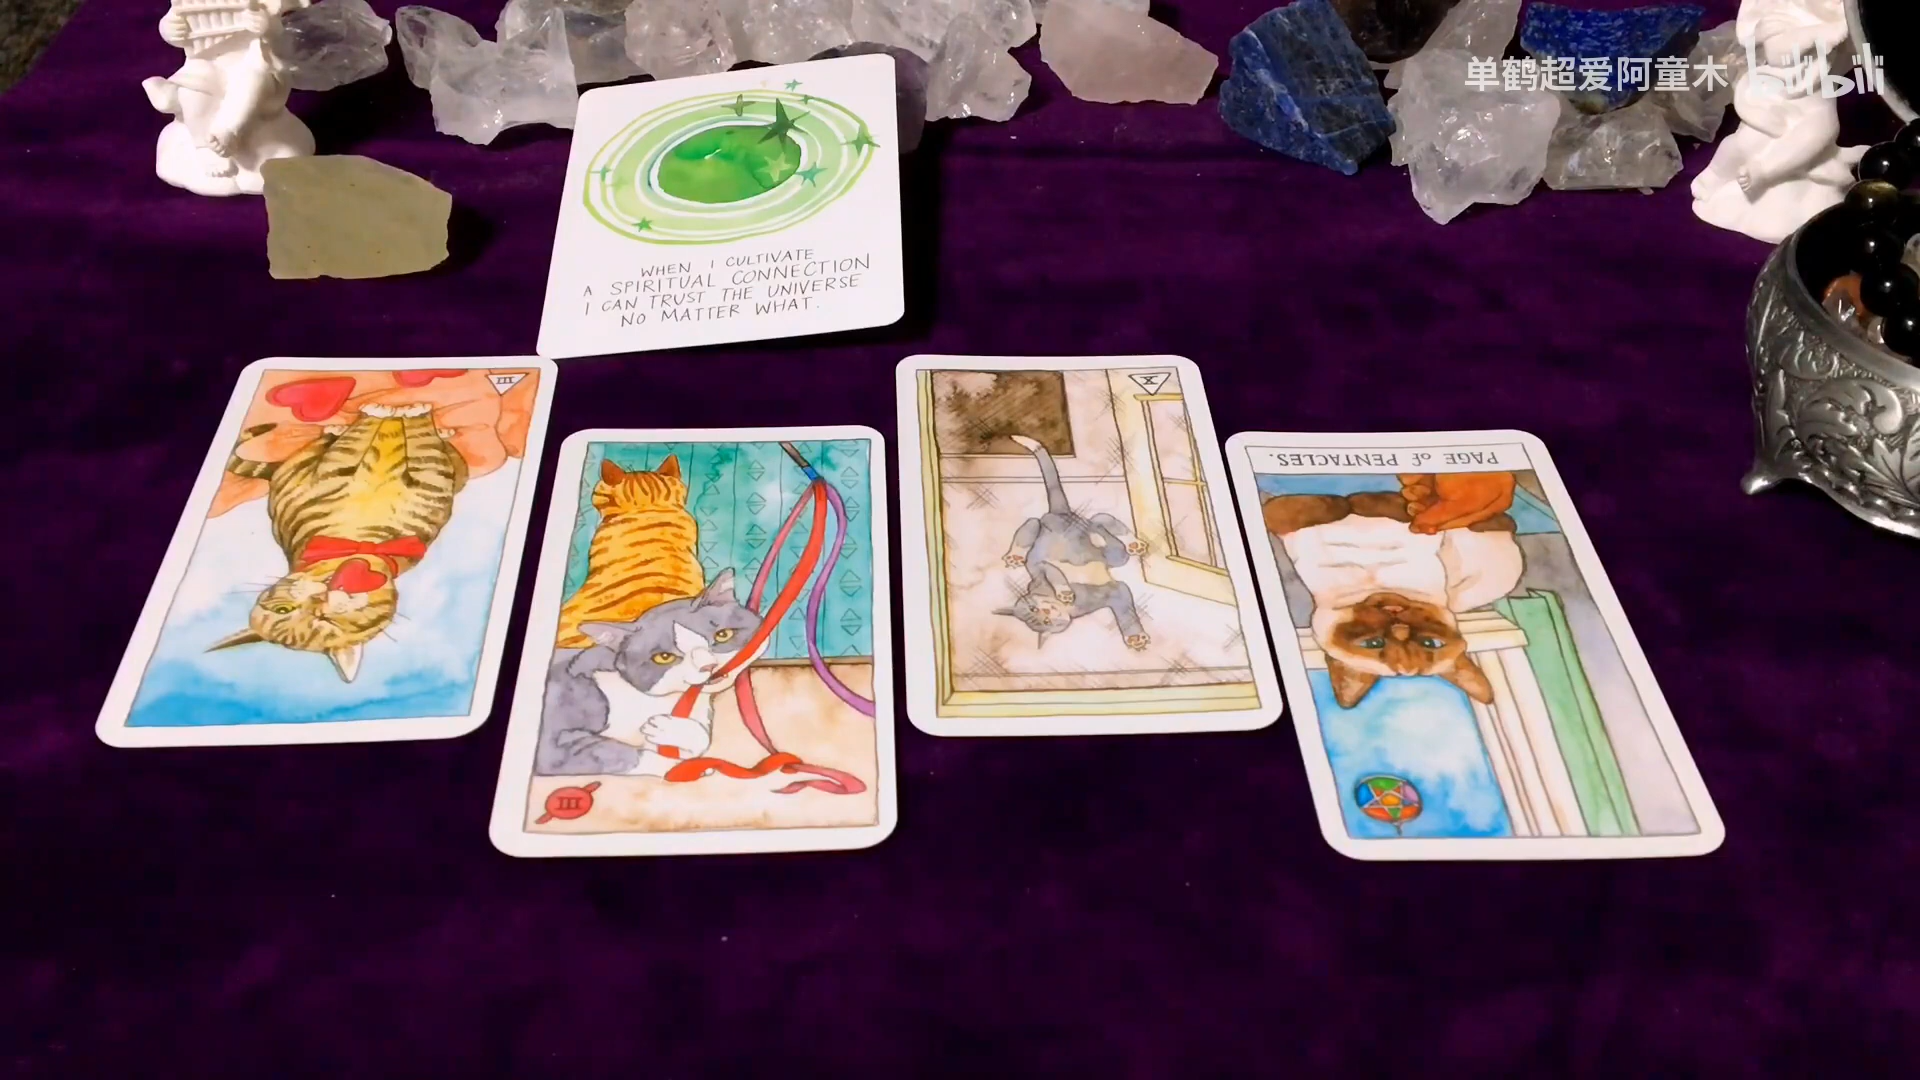 单鹤超爱阿童木 bilibili
WHEN I CULTIVATE
A SPIRITUAL CONNECTION
I CAN TRUST THE UNIVERSE
NO MATTER WHAT.
III
X
PAGE of PENTACLES.
III